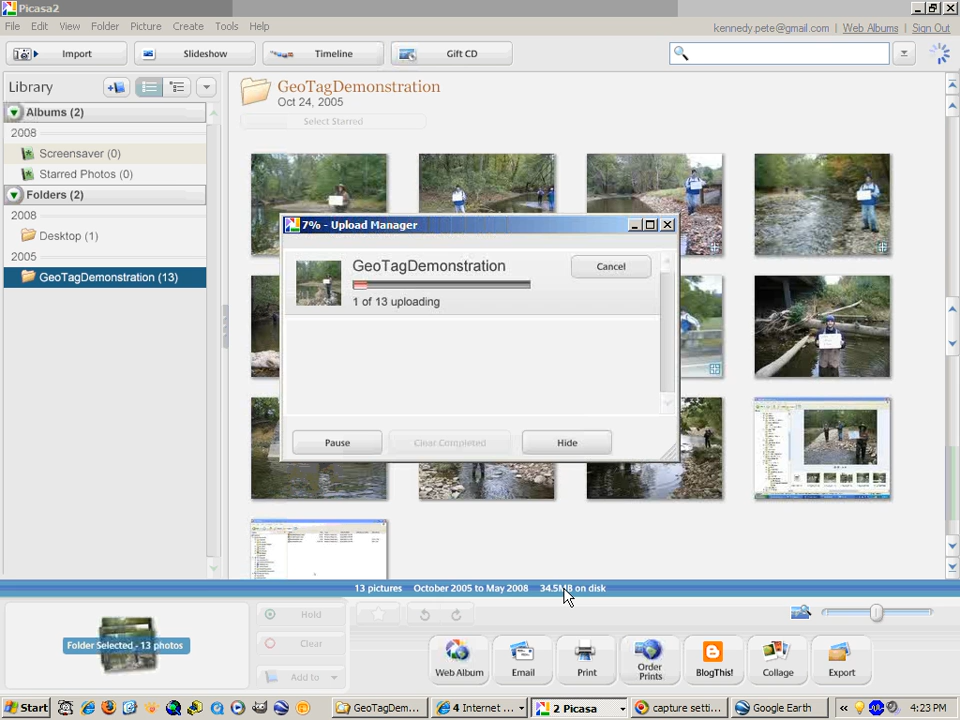 Picasa2
File Edit View Folder Picture Create Tools Help
kennedy.pete@gmail.com | Web Albums | Sign Out
Import Slideshow Timeline Gift CD
Library
Albums (2)
2008
Screensaver (0)
Starred Photos (0)
Folders (2)
2008
Desktop (1)
2005
GeoTagDemonstration (13)
GeoTagDemonstration
Oct 24, 2005
Select Starred
7% - Upload Manager
GeoTagDemonstration
Cancel
1 of 13 uploading
Pause Clear Completed Hide
13 pictures October 2005 to May 2008 34.5MB on disk
Folder Selected - 13 photos
Hold
Clear
Add to
Web Album Email Print Order Prints BlogThis! Collage Export
Start GeoTagDem... 4 Internet ... 2 Picasa capture setti... Google Earth 4:23 PM